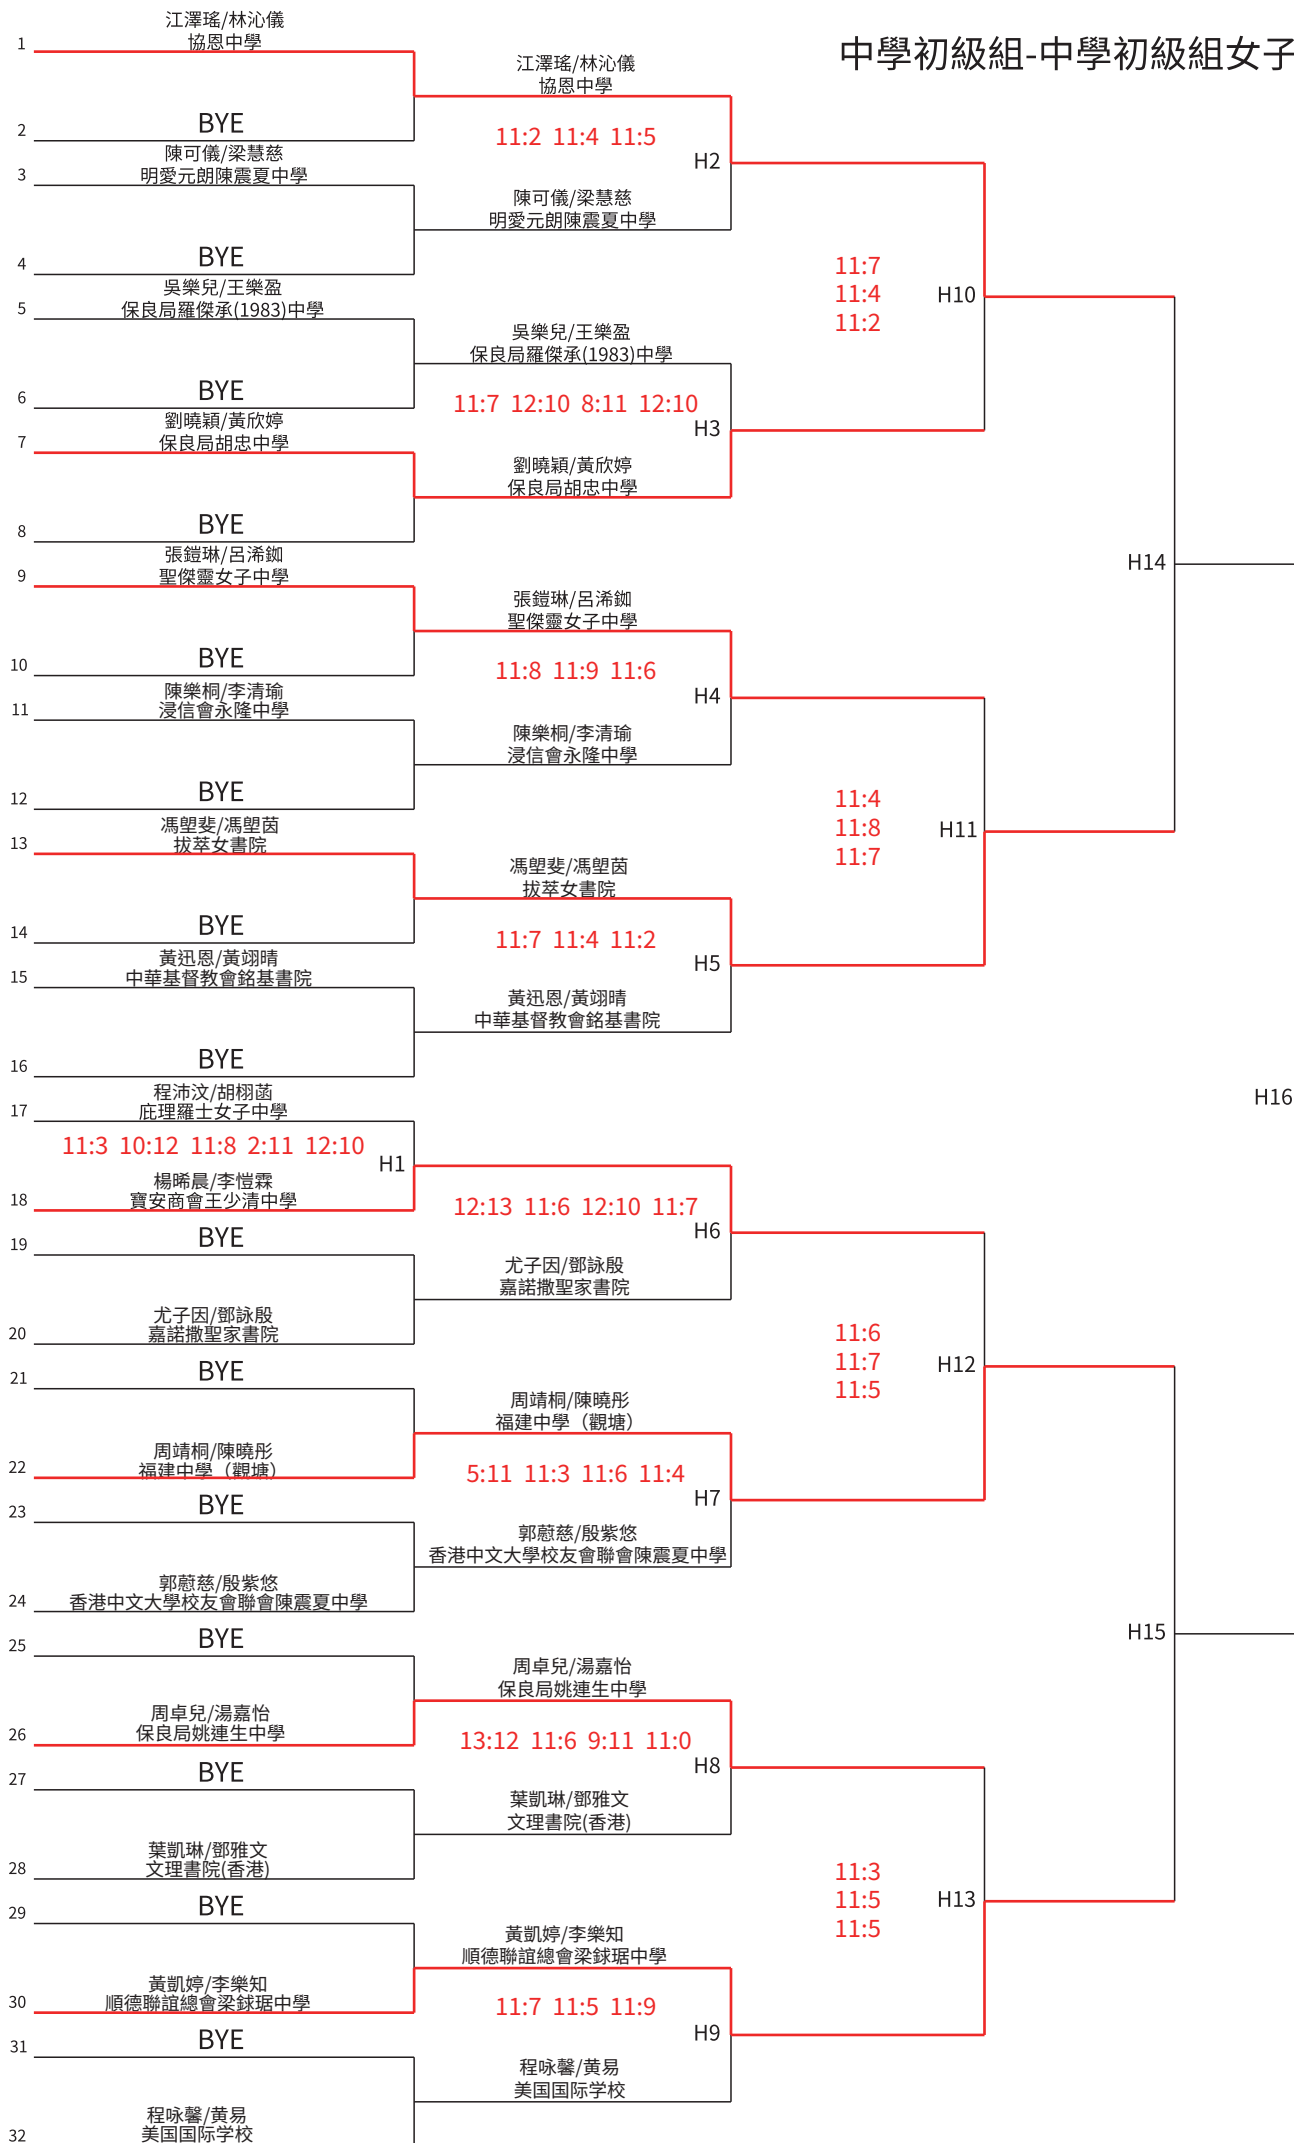 中學初級組-中學初級組女子
江澤瑤/林沁儀
協恩中學
1
BYE
2
陳可儀/梁慧慈
明愛元朗陳震夏中學
3
BYE
4
吳樂兒/王樂盈
保良局羅傑承(1983)中學
5
BYE
6
劉曉穎/黃欣婷
保良局胡忠中學
7
BYE
8
張鎧琳/呂浠鎺
聖傑靈女子中學
9
BYE
10
陳樂桐/李清瑜
浸信會永隆中學
11
BYE
12
馮塱斐/馮塱茵
拔萃女書院
13
BYE
14
黃迅恩/黃翊晴
中華基督教會銘基書院
15
BYE
16
程沛汶/胡栩菡
庇理羅士女子中學
17
11:3 10:12 11:8 2:11 12:10
H1
楊晞晨/李愷霖
寶安商會王少清中學
18
BYE
19
尤子因/鄧詠殷
嘉諾撒聖家書院
20
BYE
21
周靖桐/陳曉彤
福建中學（觀塘）
22
BYE
23
郭蔚慈/殷紫悠
香港中文大學校友會聯會陳震夏中學
24
BYE
25
周卓兒/湯嘉怡
保良局姚連生中學
26
BYE
27
葉凱琳/鄧雅文
文理書院(香港)
28
BYE
29
黃凱婷/李樂知
順德聯誼總會梁銶琚中學
30
BYE
31
程咏馨/黄易
美国国际学校
32
江澤瑤/林沁儀
協恩中學
11:2 11:4 11:5
H2
陳可儀/梁慧慈
明愛元朗陳震夏中學
吳樂兒/王樂盈
保良局羅傑承(1983)中學
11:7 12:10 8:11 12:10
H3
劉曉穎/黃欣婷
保良局胡忠中學
張鎧琳/呂浠鎺
聖傑靈女子中學
11:8 11:9 11:6
H4
陳樂桐/李清瑜
浸信會永隆中學
馮塱斐/馮塱茵
拔萃女書院
11:7 11:4 11:2
H5
黃迅恩/黃翊晴
中華基督教會銘基書院
12:13 11:6 12:10 11:7
H6
尤子因/鄧詠殷
嘉諾撒聖家書院
周靖桐/陳曉彤
福建中學（觀塘）
5:11 11:3 11:6 11:4
H7
郭蔚慈/殷紫悠
香港中文大學校友會聯會陳震夏中學
周卓兒/湯嘉怡
保良局姚連生中學
13:12 11:6 9:11 11:0
H8
葉凱琳/鄧雅文
文理書院(香港)
黃凱婷/李樂知
順德聯誼總會梁銶琚中學
11:7 11:5 11:9
H9
程咏馨/黄易
美国国际学校
11:7
11:4
11:2
H10
11:4
11:8
11:7
H11
11:6
11:7
11:5
H12
11:3
11:5
11:5
H13
H14
H15
H16